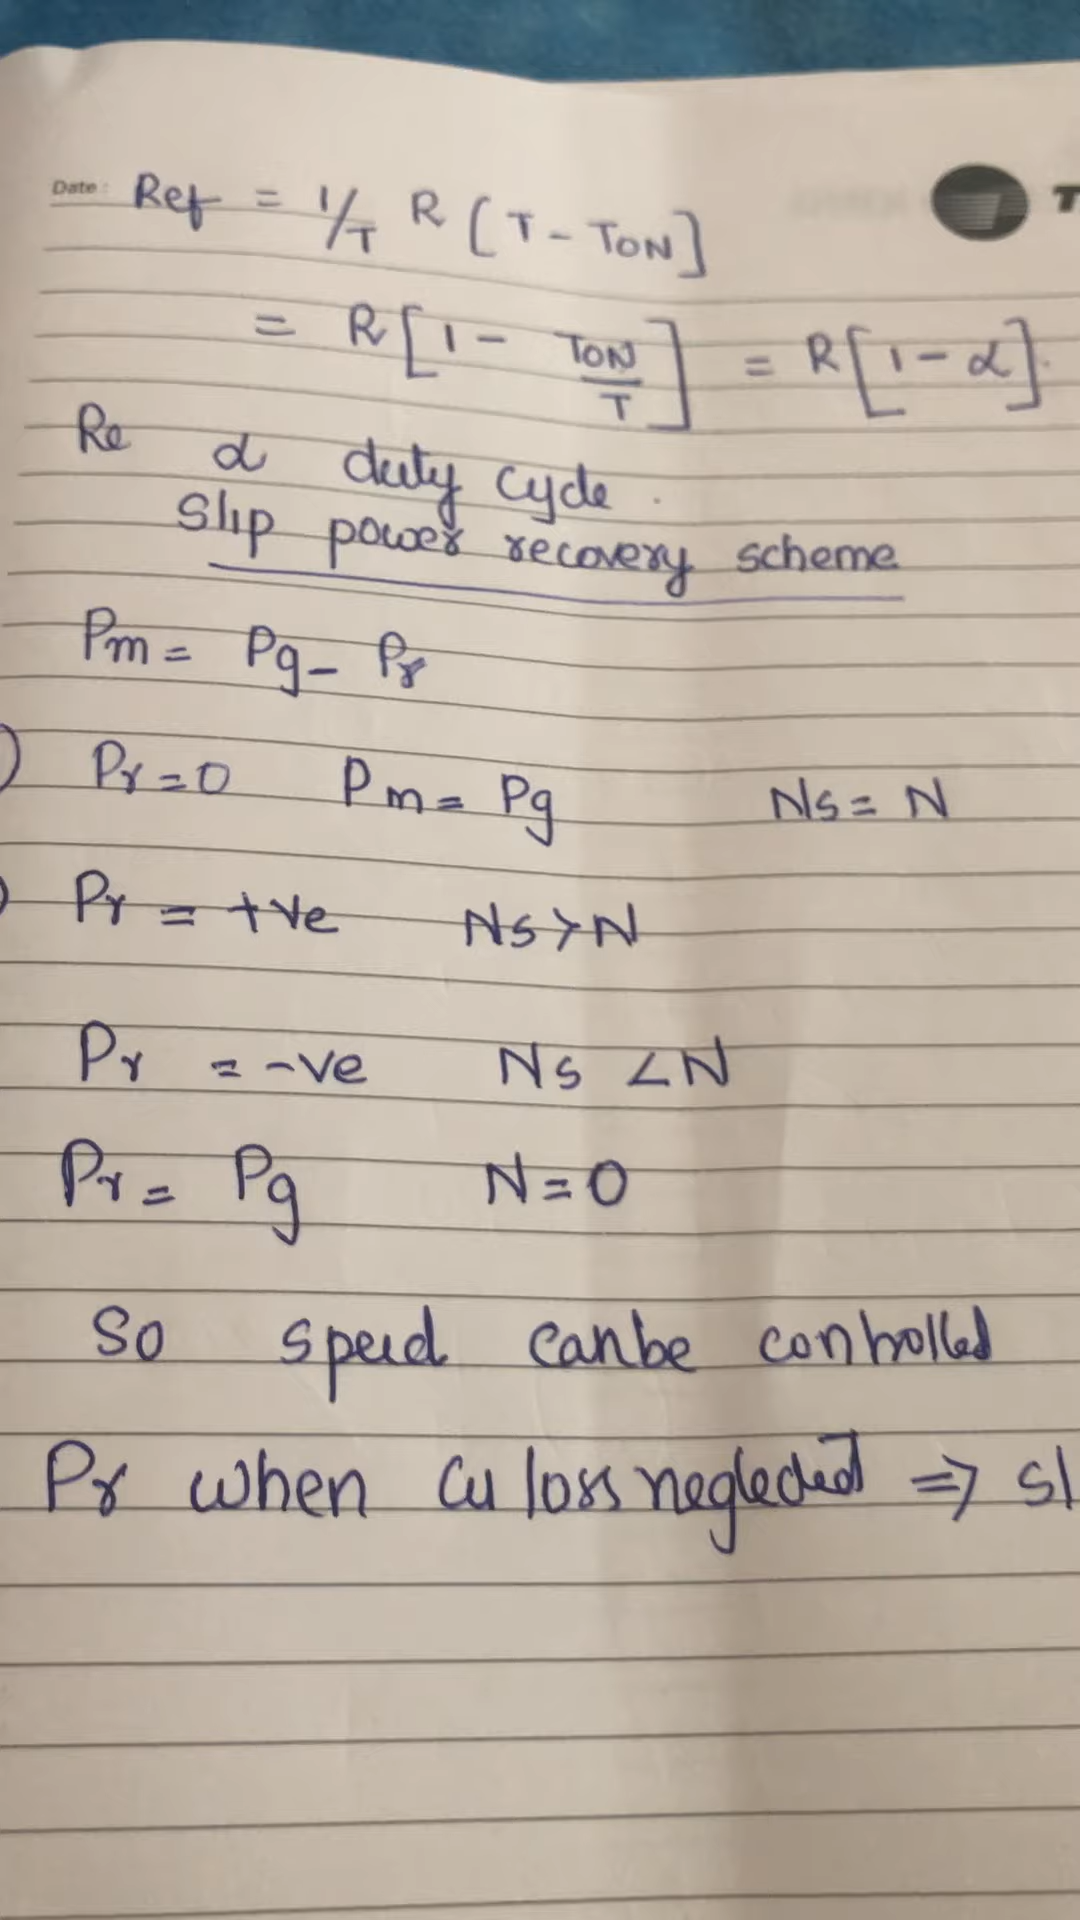 Date: Ref = 1/T R [T - TON]
= R [1 - TON/T] = R [1 - α].
Re α duty cycle.
Slip power recovery scheme
Pm = Pg - Pr
Pr = 0 Pm = Pg Ns = N
Pr = +ve Ns > N
Pr = -ve Ns < N
Pr = Pg N = 0
So speed can be controlled
Pr when cu loss neglected => sl